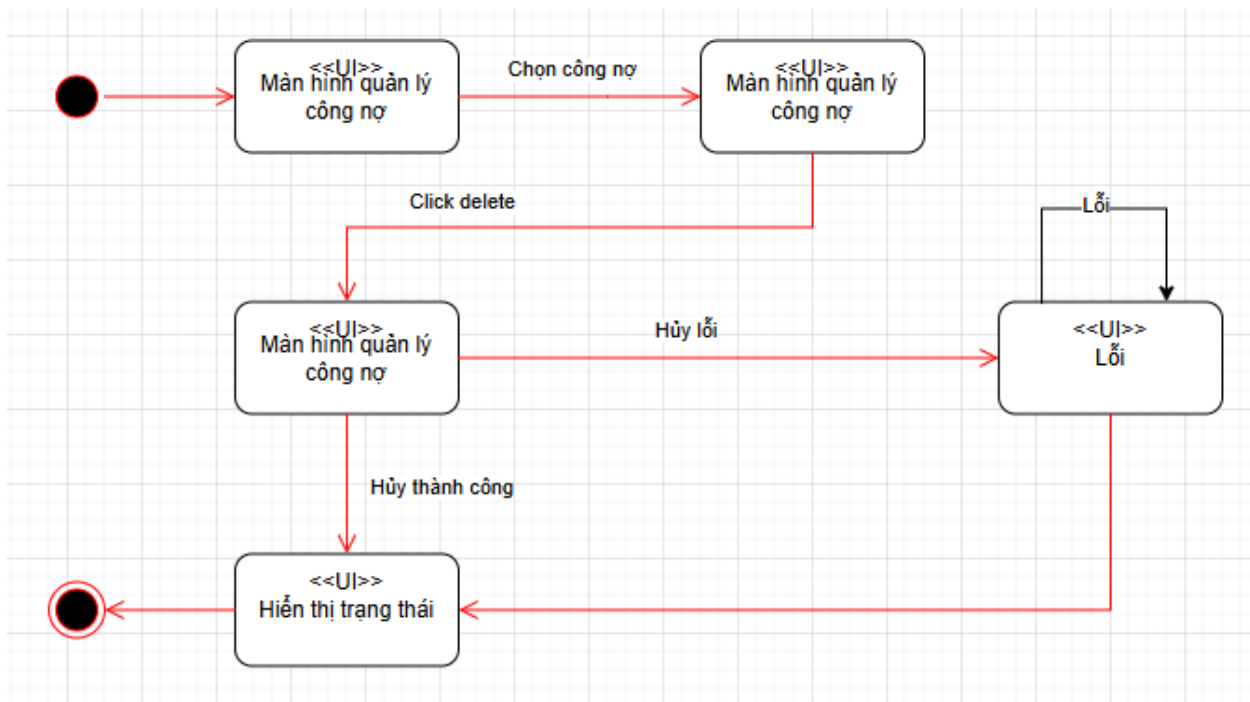 <<UI>>
Màn hình quản lý
công nợ
Chọn công nợ
<<UI>>
Màn hình quản lý
công nợ
Click delete
Lỗi
<<UI>>
Màn hình quản lý
công nợ
Hủy lỗi
<<UI>>
Lỗi
Hủy thành công
<<UI>>
Hiển thị trạng thái